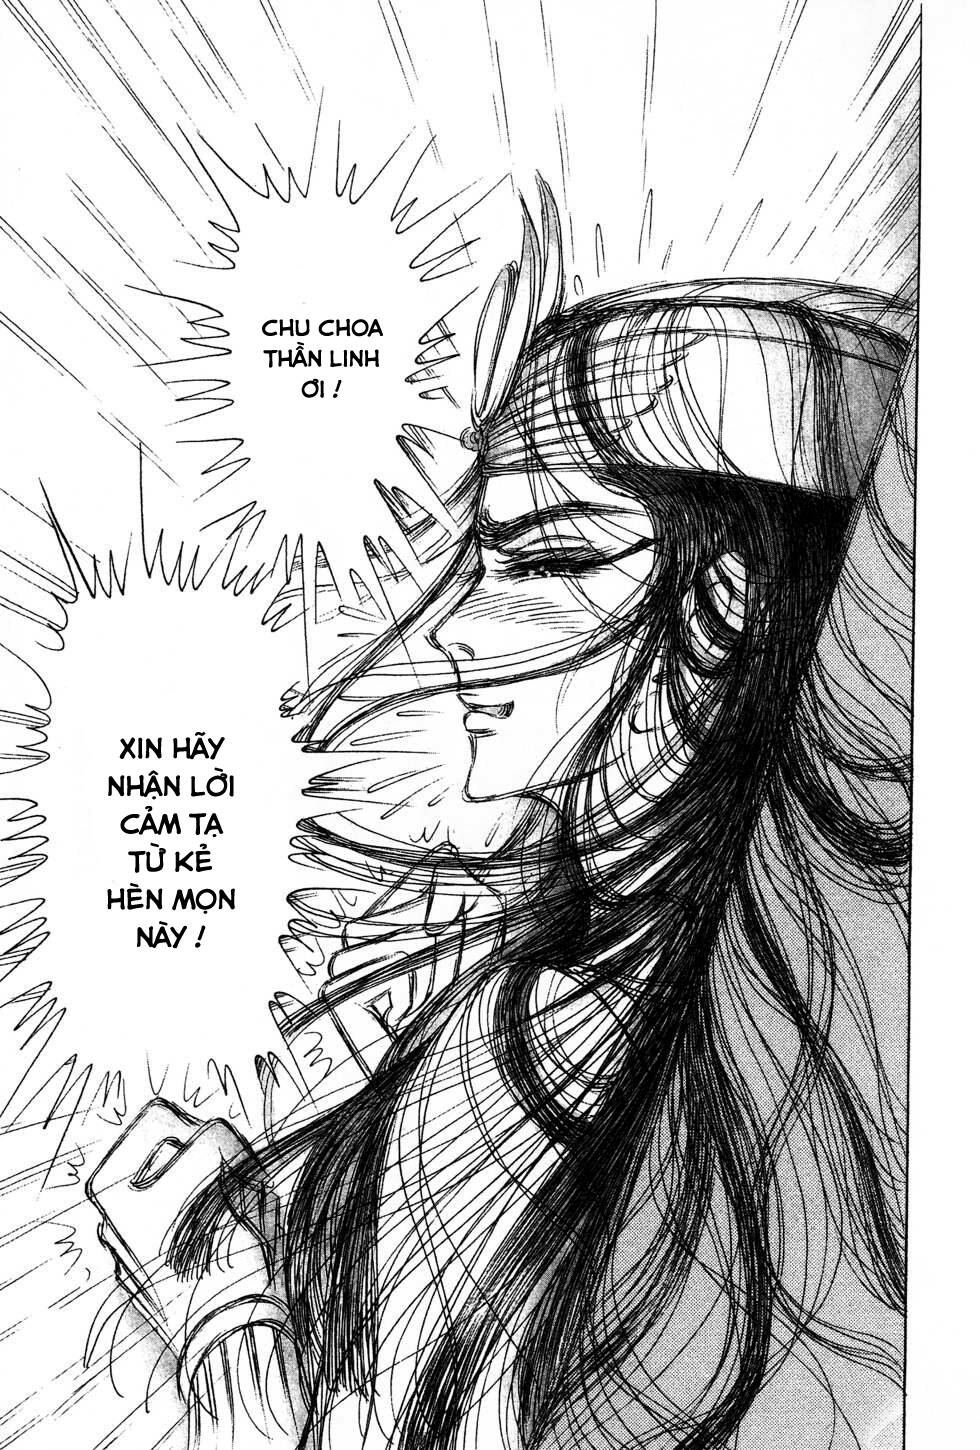 CHU CHOA
THẦN LINH
ƠI !
XIN HÃY
NHẬN LỜI
CẢM TẠ
TỪ KẺ
HÈN MỌN
NÀY !